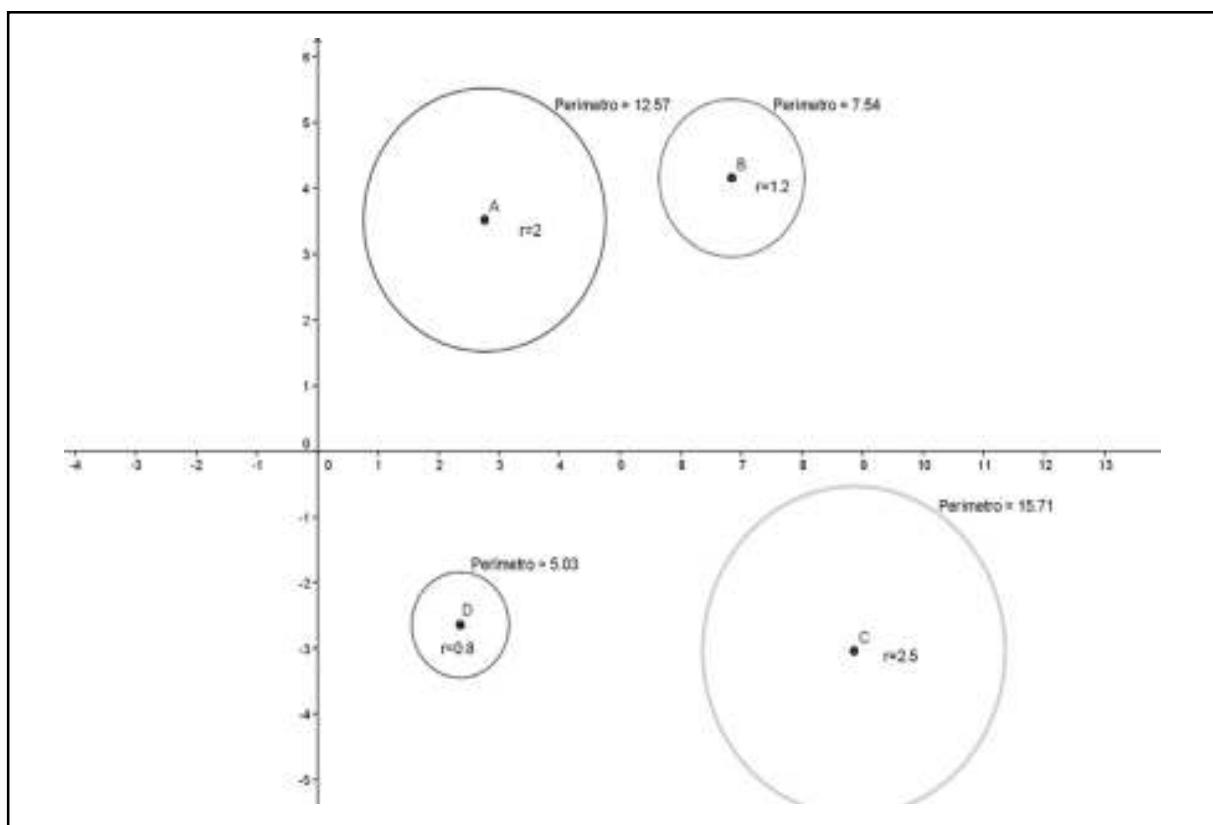 6
Perimetro = 12.57
Perimetro = 7.54
5
B
r=1.2
4
A
r=2
3
2
1
0
-4 -3 -2 -1 0 1 2 3 4 5 6 7 8 9 10 11 12 13
Perimetro = 15.71
-1
Perimetro = 5.03
-2
D
r=0.8
-3
C
r=2.5
-4
-5